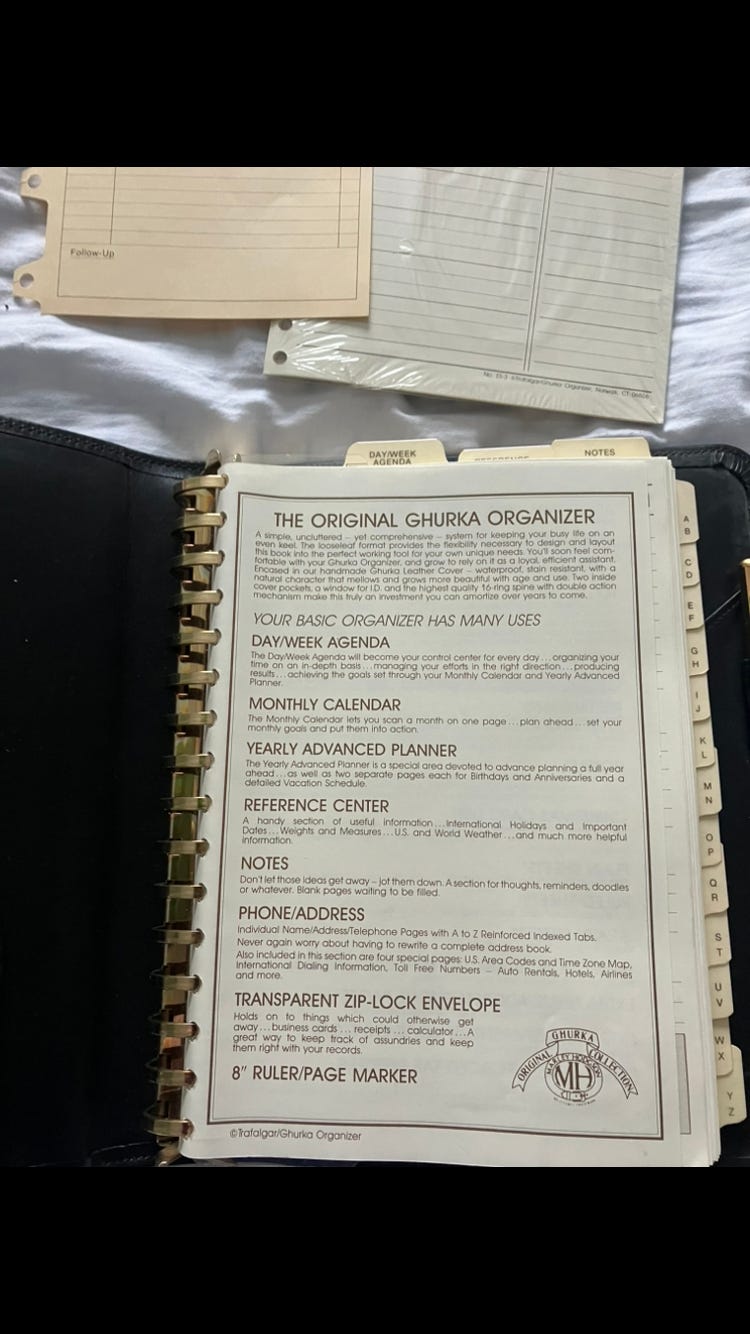 Follow-Up
No. 15-3 ©Trafalgar/Ghurka Organizer, Norwalk, CT 06856
DAY/WEEK
AGENDA
REFERENCE
NOTES
THE ORIGINAL GHURKA ORGANIZER
A simple, uncluttered – yet comprehensive – system for keeping your busy life on an
even keel. The looseleaf format provides the flexibility necessary to design and layout
this book into the perfect working tool for your own unique needs. You'll soon feel com-
fortable with your Ghurka Organizer, and grow to rely on it as a loyal, efficient assistant.
Encased in our handmade Ghurka Leather Cover – waterproof, stain resistant, with a
natural character that mellows and grows more beautiful with age and use. Two inside
cover pockets, a window for I.D. and the highest quality 16-ring spine with double action
mechanism make this truly an investment you can amortize over years to come.
YOUR BASIC ORGANIZER HAS MANY USES
DAY/WEEK AGENDA
The Day/Week Agenda will become your control center for every day...organizing your
time on an in-depth basis...managing your efforts in the right direction...producing
results...achieving the goals set through your Monthly Calendar and Yearly Advanced
Planner.
MONTHLY CALENDAR
The Monthly Calendar lets you scan a month on one page...plan ahead...set your
monthly goals and put them into action.
YEARLY ADVANCED PLANNER
The Yearly Advanced Planner is a special area devoted to advance planning a full year
ahead...as well as two separate pages each for Birthdays and Anniversaries and a
detailed Vacation Schedule.
REFERENCE CENTER
A handy section of useful information...International Holidays and Important
Dates...Weights and Measures...U.S. and World Weather...and much more helpful
information.
NOTES
Don't let those ideas get away – jot them down. A section for thoughts, reminders, doodles
or whatever. Blank pages waiting to be filled.
PHONE/ADDRESS
Individual Name/Address/Telephone Pages with A to Z Reinforced Indexed Tabs.
Never again worry about having to rewrite a complete address book.
Also included in this section are four special pages: U.S. Area Codes and Time Zone Map,
International Dialing Information, Toll Free Numbers – Auto Rentals, Hotels, Airlines
and more.
TRANSPARENT ZIP-LOCK ENVELOPE
Holds on to things which could otherwise get
away...business cards ... receipts ... calculator...A
great way to keep track of assundries and keep
them right with your records.
8" RULER/PAGE MARKER
GHURKA
ORIGINAL COLLECTION
MARLEY HODGSON
MH
©Trafalgar/Ghurka Organizer
A
B
C
D
E
F
G
H
I
J
K
L
M
N
O
P
Q
R
S
T
U
V
W
X
Y
Z